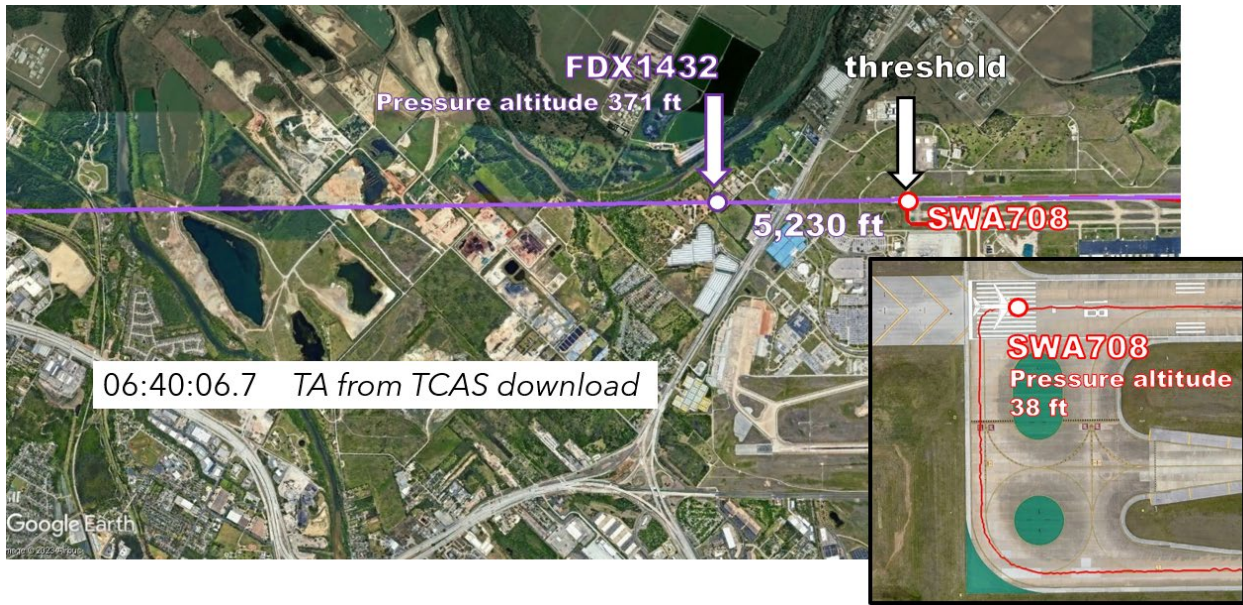 FDX1432
Pressure altitude 371 ft
threshold
5,230 ft
SWA708
06:40:06.7 TA from TCAS download
SWA708
Pressure altitude
38 ft
Google Earth